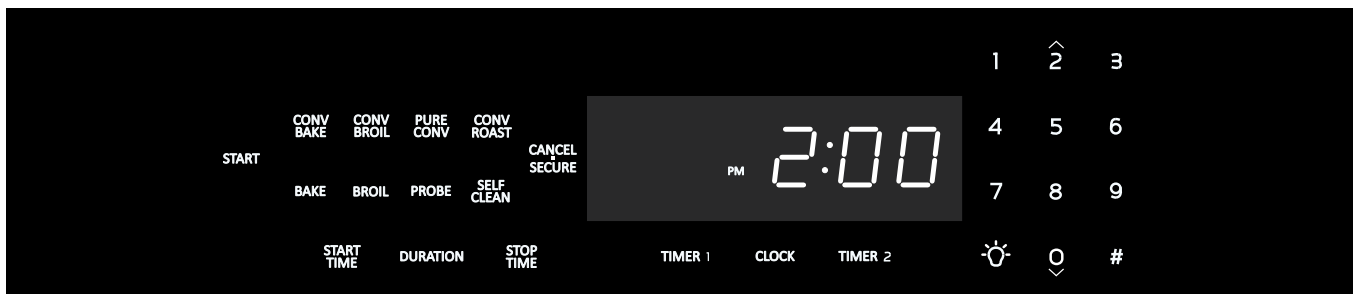 1 2 3
CONV BAKE
CONV BROIL
PURE CONV
CONV ROAST
4 5 6
START
CANCEL
SECURE
PM 2:00
BAKE
BROIL
PROBE
SELF CLEAN
7 8 9
START TIME
DURATION
STOP TIME
TIMER 1
CLOCK
TIMER 2
0 #